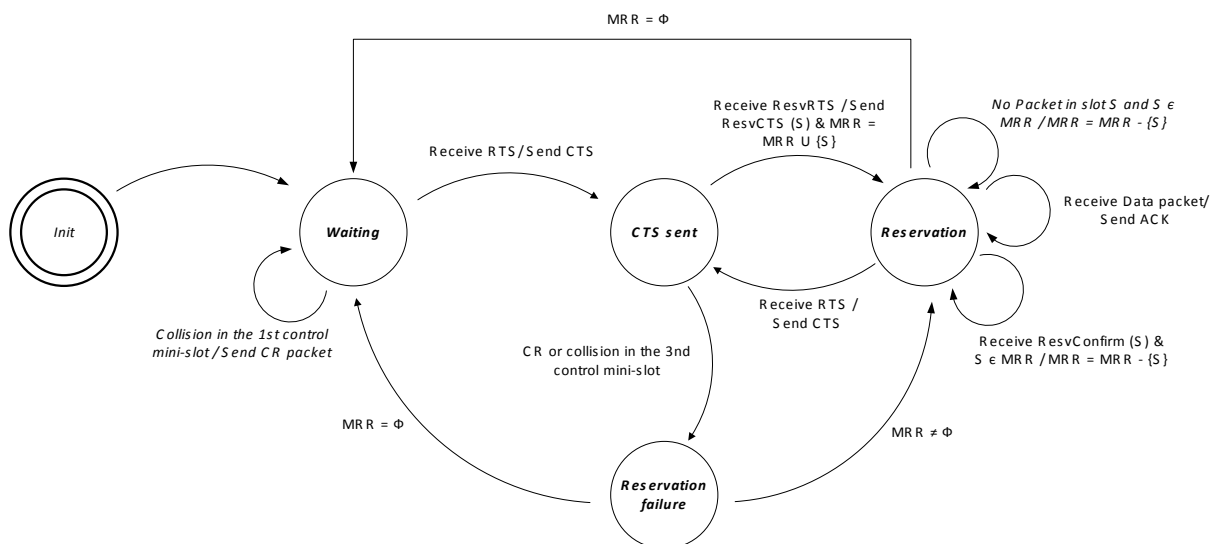 MRR = Φ
Receive ResvRTS / Send
ResvCTS (S) & MRR =
MRR U {S}
No Packet in slot S and S ϵ
MRR / MRR = MRR - {S}
Receive RTS / Send CTS
Init
Waiting
CTS sent
Reservation
Receive Data packet/
Send ACK
Collision in the 1st control
mini-slot / Send CR packet
Receive RTS /
Send CTS
Receive ResvConfirm (S) &
S ϵ MRR / MRR = MRR - {S}
CR or collision in the 3nd
control mini-slot
MRR = Φ
MRR ≠ Φ
Reservation
failure